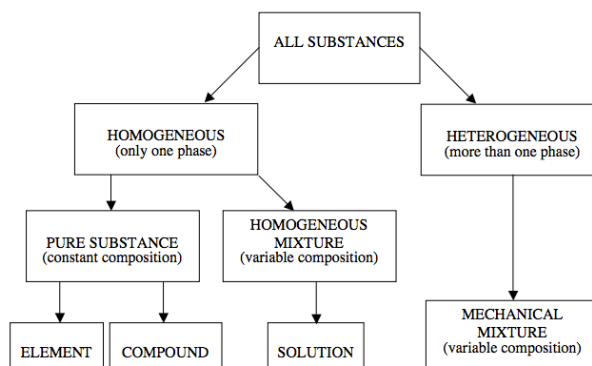 ALL SUBSTANCES
HOMOGENEOUS
(only one phase)
HETEROGENEOUS
(more than one phase)
PURE SUBSTANCE
(constant composition)
HOMOGENEOUS
MIXTURE
(variable composition)
ELEMENT
COMPOUND
SOLUTION
MECHANICAL
MIXTURE
(variable composition)